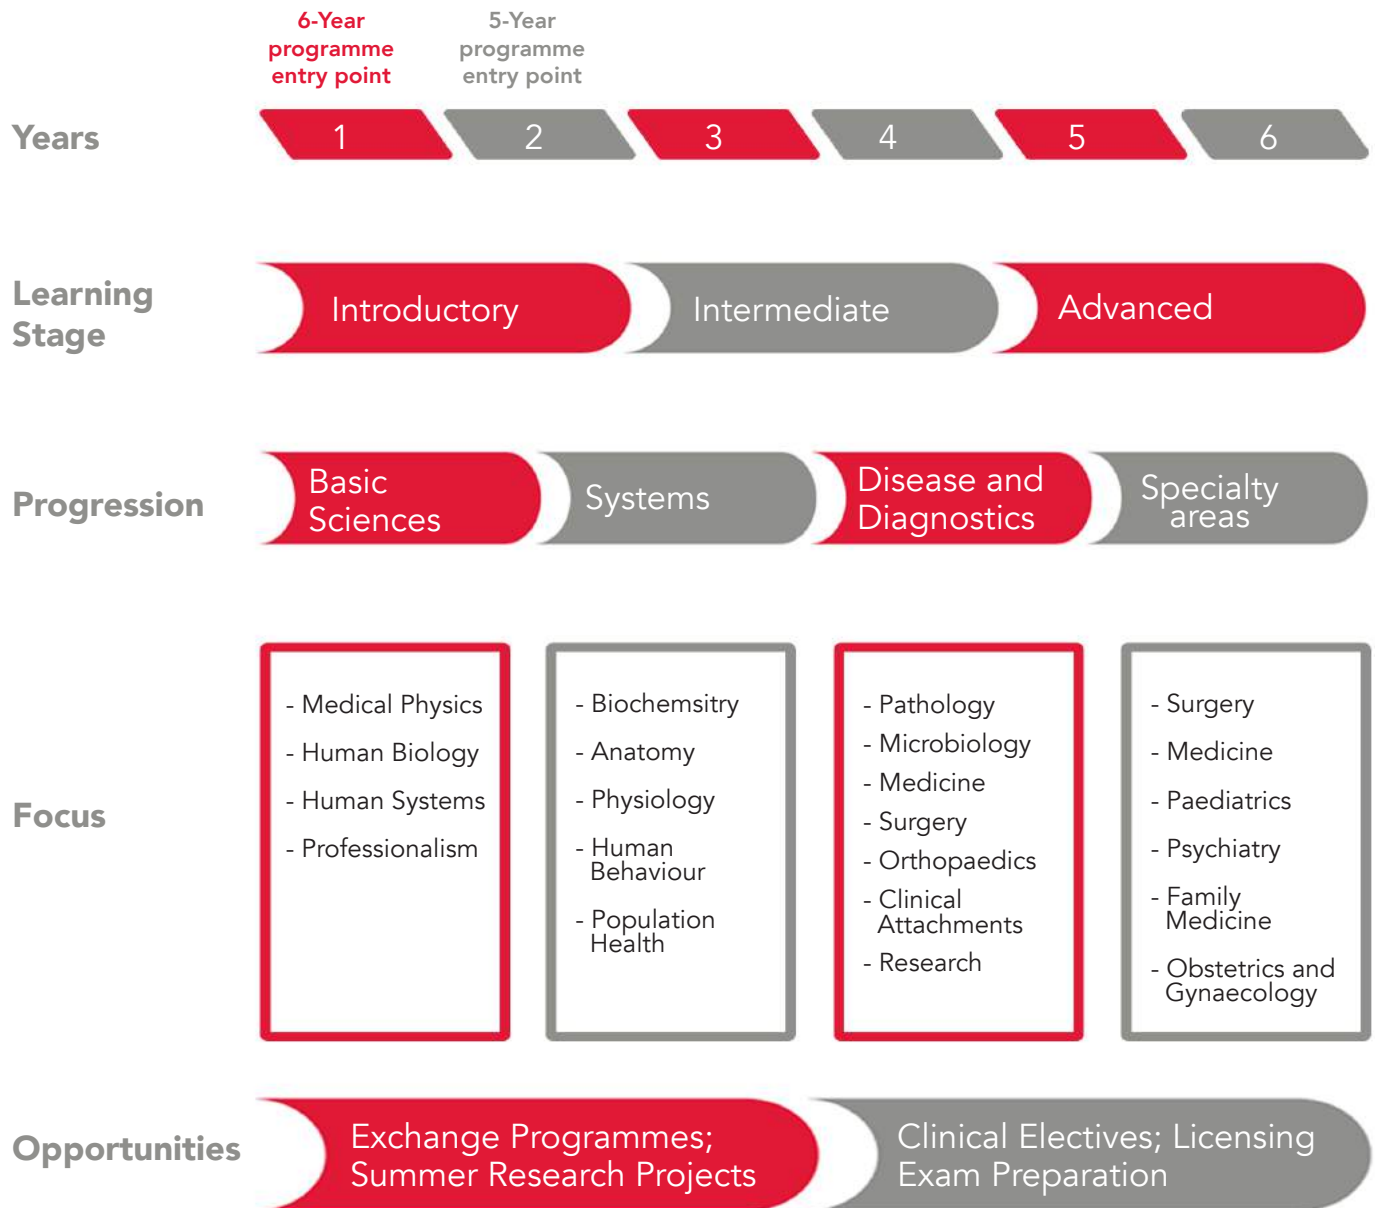 6-Year
programme
entry point
5-Year
programme
entry point
Years
1
2
3
4
5
6
Learning
Stage
Introductory
Intermediate
Advanced
Progression
Basic
Sciences
Systems
Disease and
Diagnostics
Specialty
areas
Focus
- Medical Physics
- Human Biology
- Human Systems
- Professionalism
- Biochemsitry
- Anatomy
- Physiology
- Human
Behaviour
- Population
Health
- Pathology
- Microbiology
- Medicine
- Surgery
- Orthopaedics
- Clinical
Attachments
- Research
- Surgery
- Medicine
- Paediatrics
- Psychiatry
- Family
Medicine
- Obstetrics and
Gynaecology
Opportunities
Exchange Programmes;
Summer Research Projects
Clinical Electives; Licensing
Exam Preparation